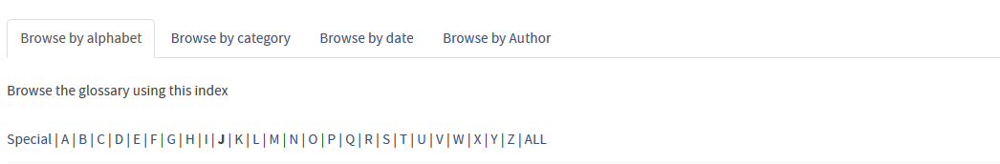 Browse by alphabet Browse by category Browse by date Browse by Author
Browse the glossary using this index
Special | A | B | C | D | E | F | G | H | I | J | K | L | M | N | O | P | Q | R | S | T | U | V | W | X | Y | Z | ALL